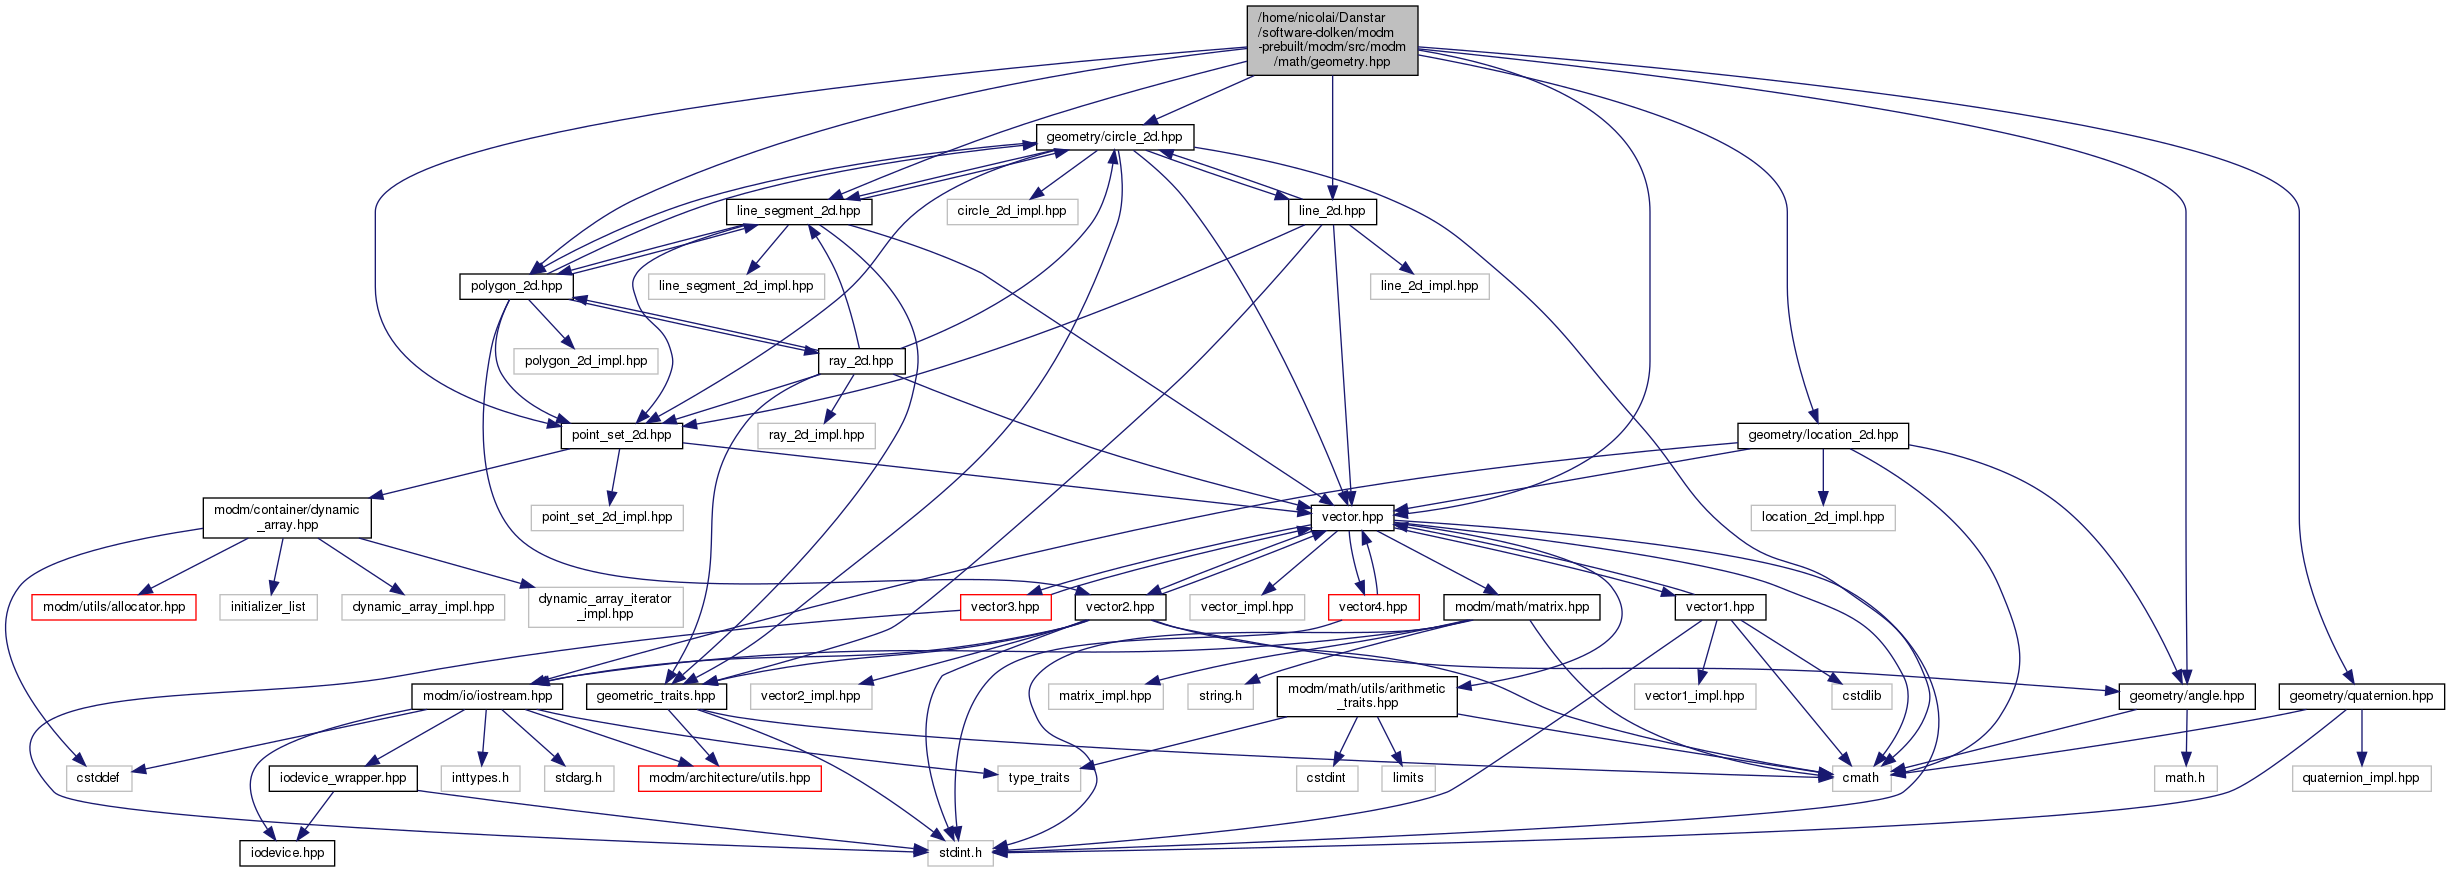 /home/nicolai/Danstar
/software-dolken/modm
-prebuilt/modm/src/modm
/math/geometry.hpp
geometry/circle_2d.hpp
line_segment_2d.hpp
circle_2d_impl.hpp
line_2d.hpp
polygon_2d.hpp
line_segment_2d_impl.hpp
line_2d_impl.hpp
polygon_2d_impl.hpp
ray_2d.hpp
point_set_2d.hpp
ray_2d_impl.hpp
geometry/location_2d.hpp
modm/container/dynamic
_array.hpp
point_set_2d_impl.hpp
vector.hpp
location_2d_impl.hpp
modm/utils/allocator.hpp
initializer_list
dynamic_array_impl.hpp
dynamic_array_iterator
_impl.hpp
vector3.hpp
vector2.hpp
vector_impl.hpp
vector4.hpp
modm/math/matrix.hpp
vector1.hpp
modm/io/iostream.hpp
geometric_traits.hpp
vector2_impl.hpp
matrix_impl.hpp
string.h
modm/math/utils/arithmetic
_traits.hpp
vector1_impl.hpp
cstdlib
geometry/angle.hpp
geometry/quaternion.hpp
cstddef
iodevice_wrapper.hpp
inttypes.h
stdarg.h
modm/architecture/utils.hpp
type_traits
cstdint
limits
cmath
math.h
quaternion_impl.hpp
iodevice.hpp
stdint.h